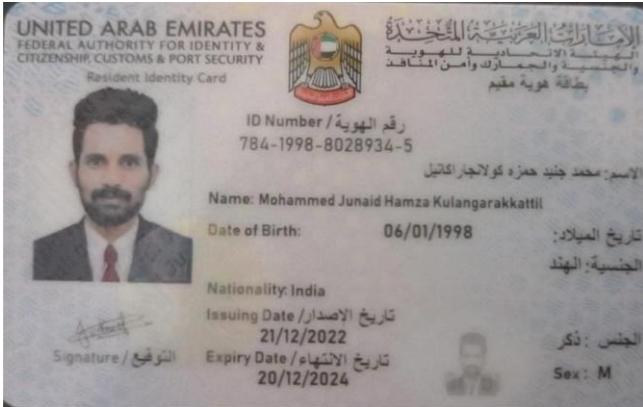 UNITED ARAB EMIRATES
FEDERAL AUTHORITY FOR IDENTITY &
CITIZENSHIP, CUSTOMS & PORT SECURITY
Resident Identity Card
الإمارات العربية المتحدة
الهيئة الاتحادية للهوية
والجنسية والجمارك وأمن المنافذ
بطاقة هوية مقيم
ID Number / رقم الهوية
784-1998-8028934-5
الاسم: محمد جنيد حمزه كولانجاراكاتيل
Name: Mohammed Junaid Hamza Kulangarakkattil
Date of Birth: 06/01/1998 تاريخ الميلاد:
الجنسية: الهند
Nationality: India
Issuing Date / تاريخ الاصدار
21/12/2022
الجنس: ذكر
Signature / التوقيع
Expiry Date / تاريخ الانتهاء
20/12/2024
Sex: M